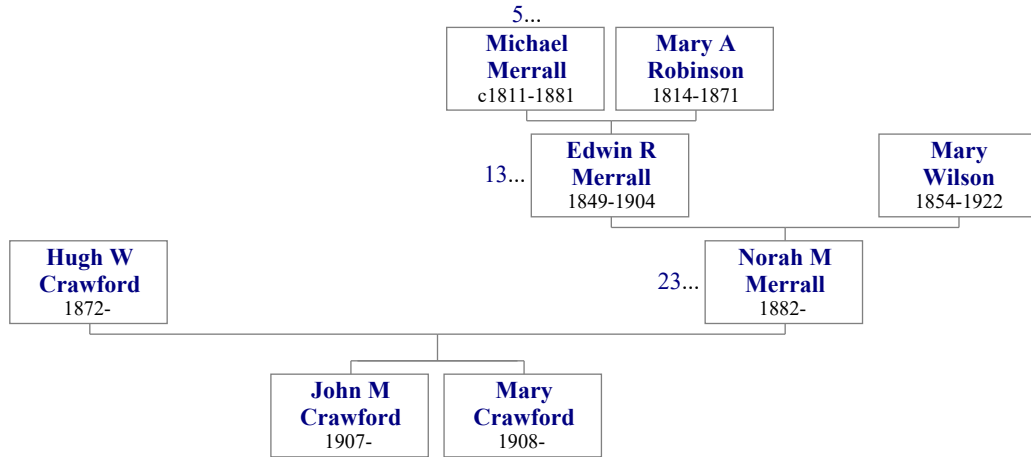 5...
Michael
Merrall
c1811-1881
Mary A
Robinson
1814-1871
13...
Edwin R
Merrall
1849-1904
Mary
Wilson
1854-1922
Hugh W
Crawford
1872-
23...
Norah M
Merrall
1882-
John M
Crawford
1907-
Mary
Crawford
1908-